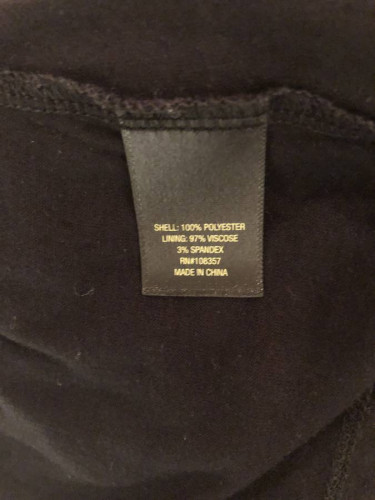 SHELL: 100% POLYESTER
LINING: 97% VISCOSE
3% SPANDEX
RN#108357
MADE IN CHINA